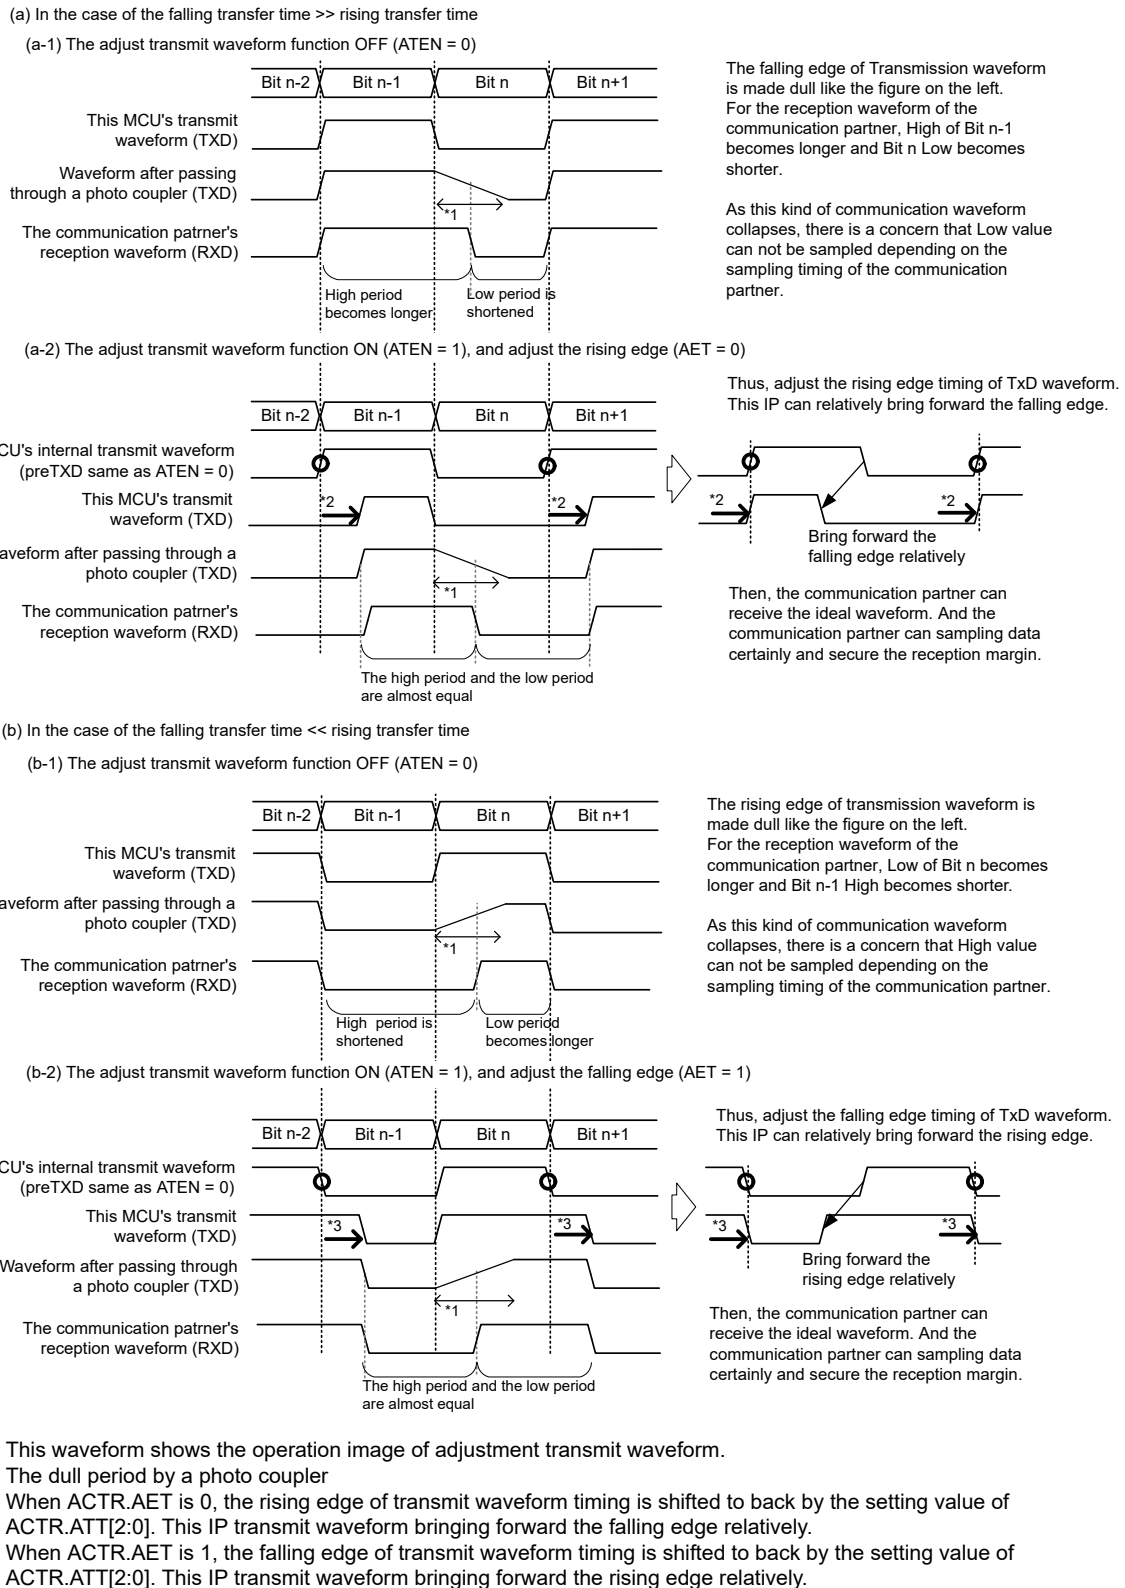 (a) In the case of the falling transfer time >> rising transfer time
(a-1) The adjust transmit waveform function OFF (ATEN = 0)
Bit n-2 Bit n-1 Bit n Bit n+1
This MCU's transmit
waveform (TXD)
Waveform after passing
through a photo coupler (TXD)
*1
The communication patrner's
reception waveform (RXD)
High period
becomes longer
Low period is
shortened
The falling edge of Transmission waveform
is made dull like the figure on the left.
For the reception waveform of the
communication partner, High of Bit n-1
becomes longer and Bit n Low becomes
shorter.
As this kind of communication waveform
collapses, there is a concern that Low value
can not be sampled depending on the
sampling timing of the communication
partner.
(a-2) The adjust transmit waveform function ON (ATEN = 1), and adjust the rising edge (AET = 0)
Bit n-2 Bit n-1 Bit n Bit n+1
CU's internal transmit waveform
(preTXD same as ATEN = 0)
This MCU's transmit
waveform (TXD)
*2 *2
aveform after passing through a
photo coupler (TXD)
*1
The communication patrner's
reception waveform (RXD)
The high period and the low period
are almost equal
Thus, adjust the rising edge timing of TxD waveform.
This IP can relatively bring forward the falling edge.
*2 *2
Bring forward the
falling edge relatively
Then, the communication partner can
receive the ideal waveform. And the
communication partner can sampling data
certainly and secure the reception margin.
(b) In the case of the falling transfer time << rising transfer time
(b-1) The adjust transmit waveform function OFF (ATEN = 0)
Bit n-2 Bit n-1 Bit n Bit n+1
This MCU's transmit
waveform (TXD)
aveform after passing through a
photo coupler (TXD)
*1
The communication patrner's
reception waveform (RXD)
High period is
shortened
Low period
becomes longer
The rising edge of transmission waveform is
made dull like the figure on the left.
For the reception waveform of the
communication partner, Low of Bit n becomes
longer and Bit n-1 High becomes shorter.
As this kind of communication waveform
collapses, there is a concern that High value
can not be sampled depending on the
sampling timing of the communication partner.
(b-2) The adjust transmit waveform function ON (ATEN = 1), and adjust the falling edge (AET = 1)
Bit n-2 Bit n-1 Bit n Bit n+1
CU's internal transmit waveform
(preTXD same as ATEN = 0)
This MCU's transmit
waveform (TXD)
*3 *3
Waveform after passing through
a photo coupler (TXD)
*1
The communication patrner's
reception waveform (RXD)
The high period and the low period
are almost equal
Thus, adjust the falling edge timing of TxD waveform.
This IP can relatively bring forward the rising edge.
*3 *3
Bring forward the
rising edge relatively
Then, the communication partner can
receive the ideal waveform. And the
communication partner can sampling data
certainly and secure the reception margin.
This waveform shows the operation image of adjustment transmit waveform.
The dull period by a photo coupler
When ACTR.AET is 0, the rising edge of transmit waveform timing is shifted to back by the setting value of
ACTR.ATT[2:0]. This IP transmit waveform bringing forward the falling edge relatively.
When ACTR.AET is 1, the falling edge of transmit waveform timing is shifted to back by the setting value of
ACTR.ATT[2:0]. This IP transmit waveform bringing forward the rising edge relatively.